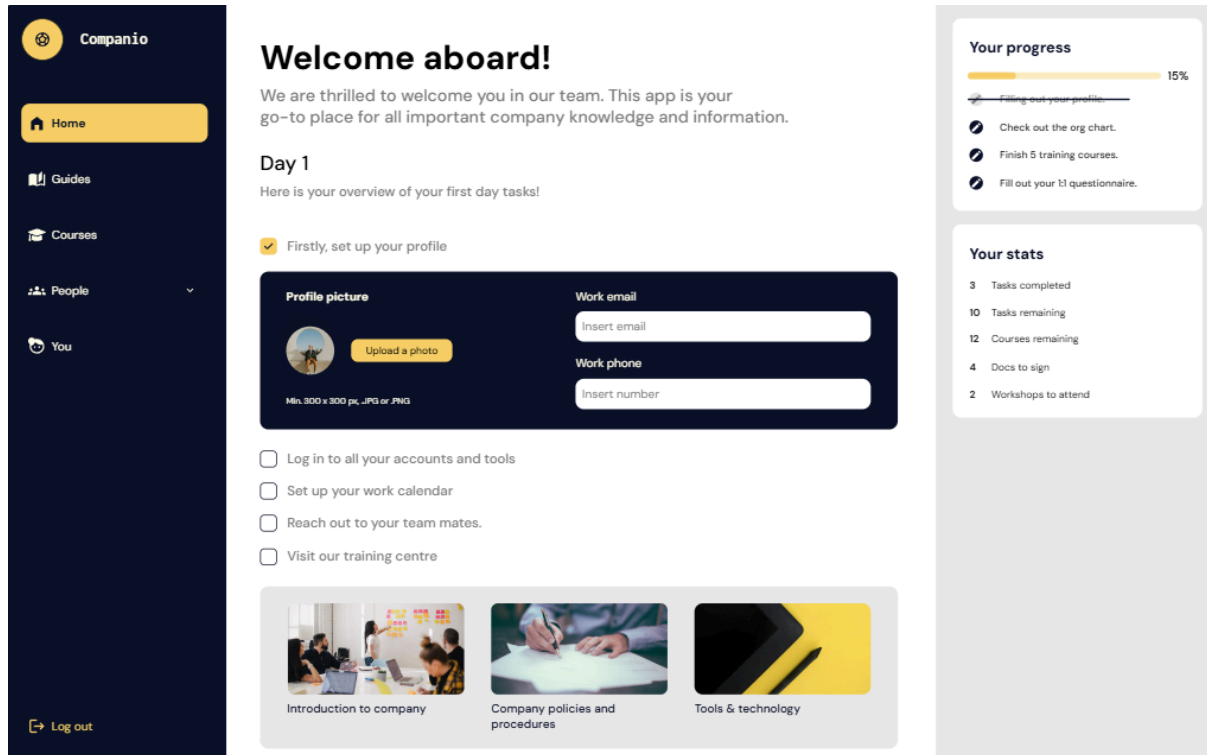 Companio
Home
Guides
Courses
People
You
Log out
Welcome aboard!
We are thrilled to welcome you in our team. This app is your
go-to place for all important company knowledge and information.
Day 1
Here is your overview of your first day tasks!
Firstly, set up your profile
Profile picture
Upload a photo
Min. 300 x 300 px, .JPG or .PNG
Work email
Insert email
Work phone
Insert number
Log in to all your accounts and tools
Set up your work calendar
Reach out to your team mates.
Visit our training centre
Introduction to company
Company policies and
procedures
Tools & technology
Your progress
15%
Filling out your profile.
Check out the org chart.
Finish 5 training courses.
Fill out your 1:1 questionnaire.
Your stats
3 Tasks completed
10 Tasks remaining
12 Courses remaining
4 Docs to sign
2 Workshops to attend